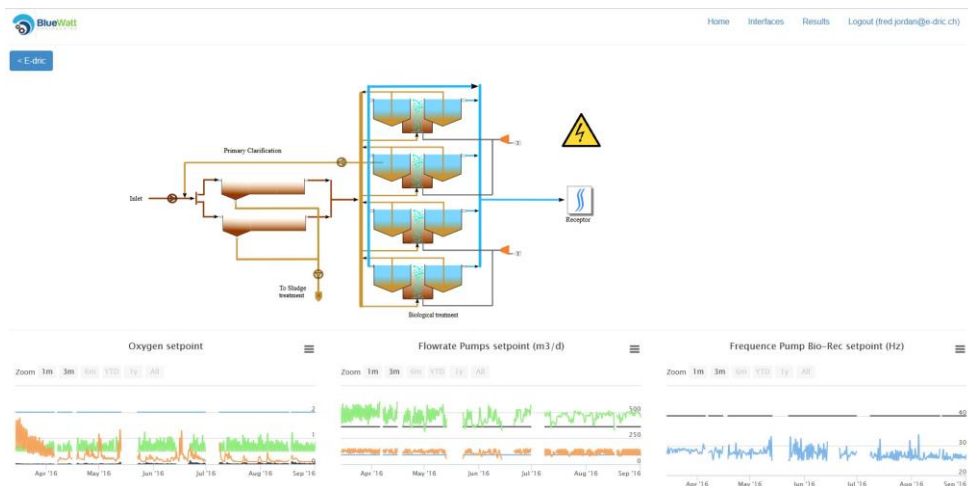 BlueWatt
Home Interfaces Results Logout (fred.jordan@e-dric.ch)
< E-dric
Primary Clarification
Inlet
To Sludge
treatment
Biological treatment
Receptor
Oxygen setpoint
Zoom 1m 3m 6m YTD 1y All
2
1
0
Apr '16 May '16 Jun '16 Jul '16 Aug '16 Sep '16
Flowrate Pumps setpoint (m3/d)
Zoom 1m 3m 6m YTD 1y All
500
250
0
Apr '16 May '16 Jun '16 Jul '16 Aug '16 Sep '16
Frequence Pump Bio-Rec setpoint (Hz)
Zoom 1m 3m 6m YTD 1y All
40
30
20
Apr '16 May '16 Jun '16 Jul '16 Aug '16 Sep '16